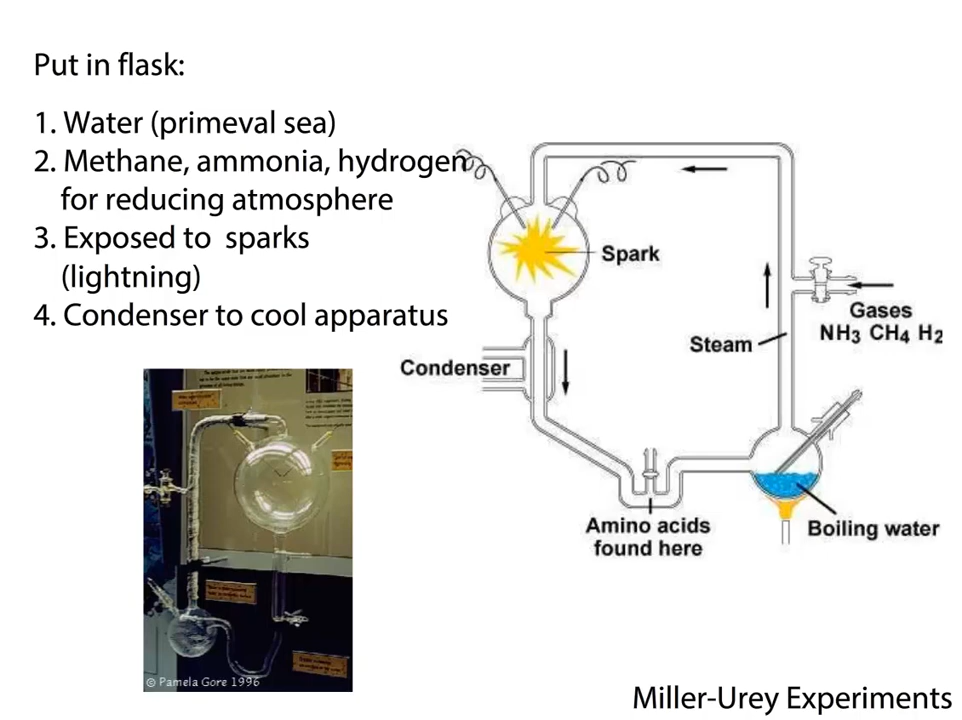 Put in flask:
1. Water (primeval sea)
2. Methane, ammonia, hydrogen
for reducing atmosphere
3. Exposed to sparks
(lightning)
4. Condenser to cool apparatus
Spark
Gases
NH3 CH4 H2
Steam
Condenser
Amino acids
found here
Boiling water
© Pamela Gore 1996
Miller-Urey Experiments